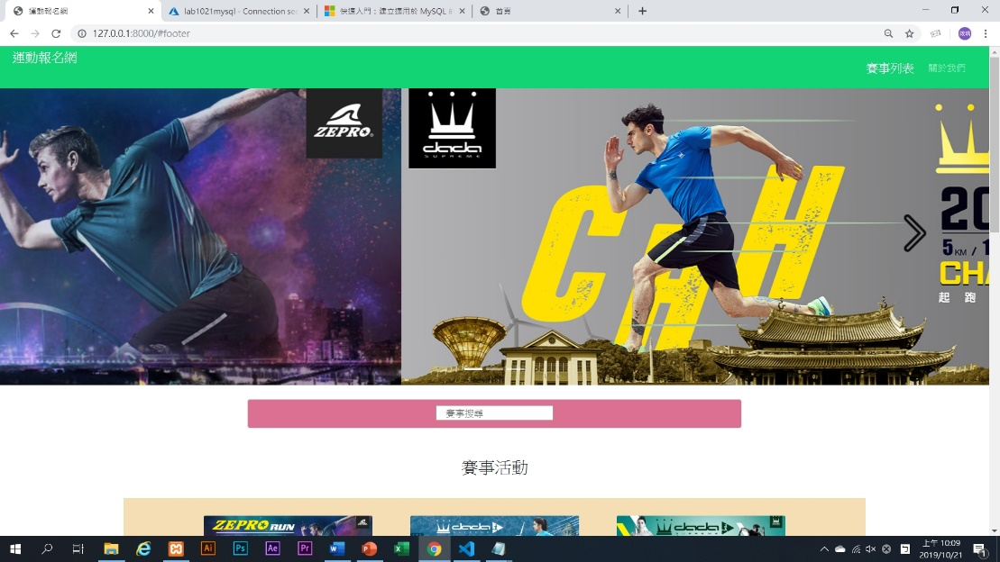 運動報名網
lab1021mysql - Connection sec
快速入門：建立適用於 MySQL
首頁
127.0.0.1:8000/#footer
運動報名網
賽事列表
關於我們
ZEPRO
dada
SUPREME
CAH
20
5KM / 1
CHA
起 跑
賽事搜尋
賽事活動
ZEPRO RUN
dada
dada
上午 10:09
2019/10/21